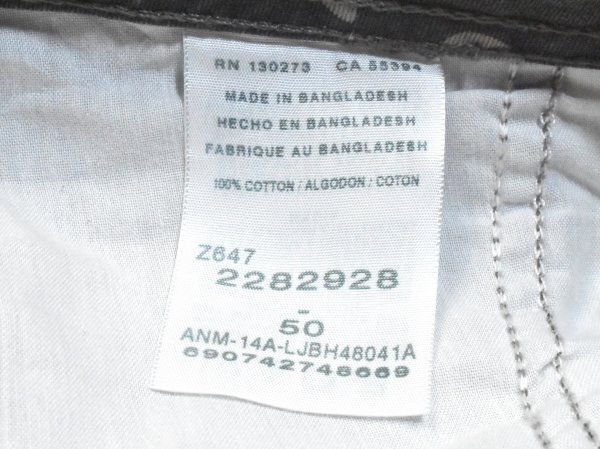 RN 130273 CA 55394
MADE IN BANGLADESH
HECHO EN BANGLADESH
FABRIQUE AU BANGLADESH
100% COTTON / ALGODON / COTON
Z647
2282928
-
50
ANM-14A-LJBH48041A
690742748669